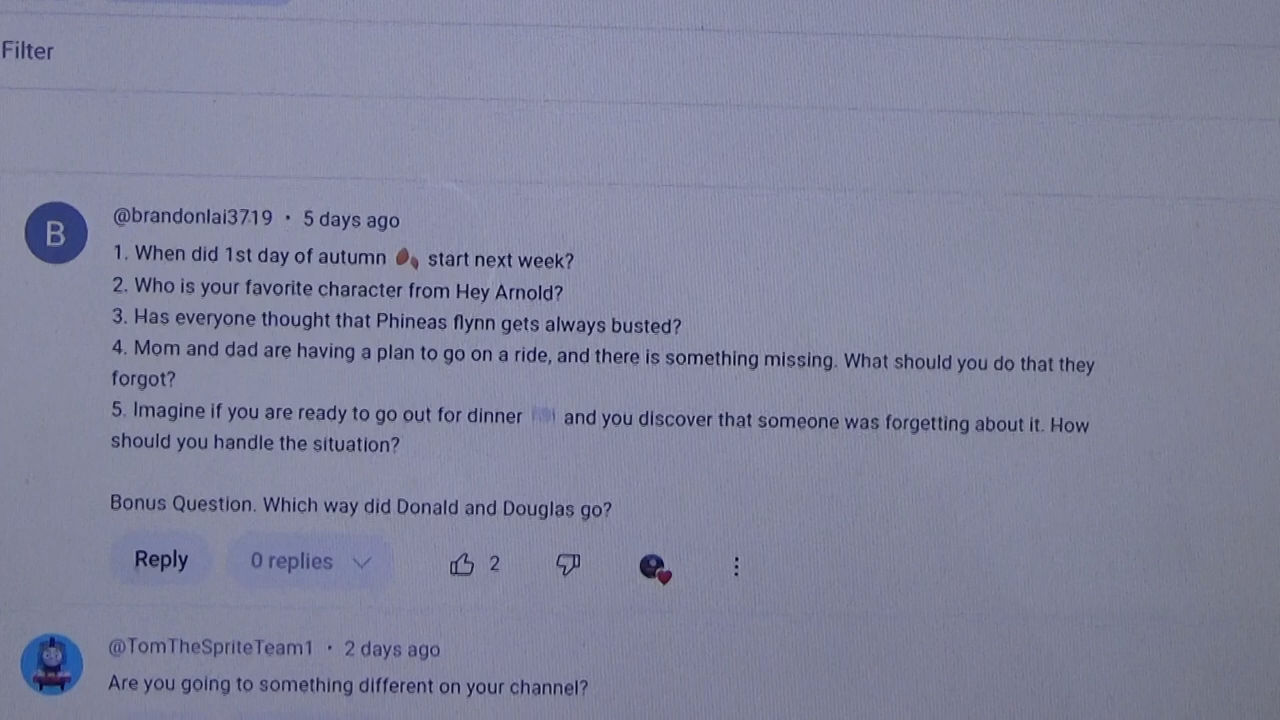 Filter
B
@brandonlai3719 · 5 days ago
1. When did 1st day of autumn 🍂 start next week?
2. Who is your favorite character from Hey Arnold?
3. Has everyone thought that Phineas flynn gets always busted?
4. Mom and dad are having a plan to go on a ride, and there is something missing. What should you do that they
forgot?
5. Imagine if you are ready to go out for dinner 🍽 and you discover that someone was forgetting about it. How
should you handle the situation?
Bonus Question. Which way did Donald and Douglas go?
Reply 0 replies 2
@TomTheSpriteTeam1 · 2 days ago
Are you going to something different on your channel?